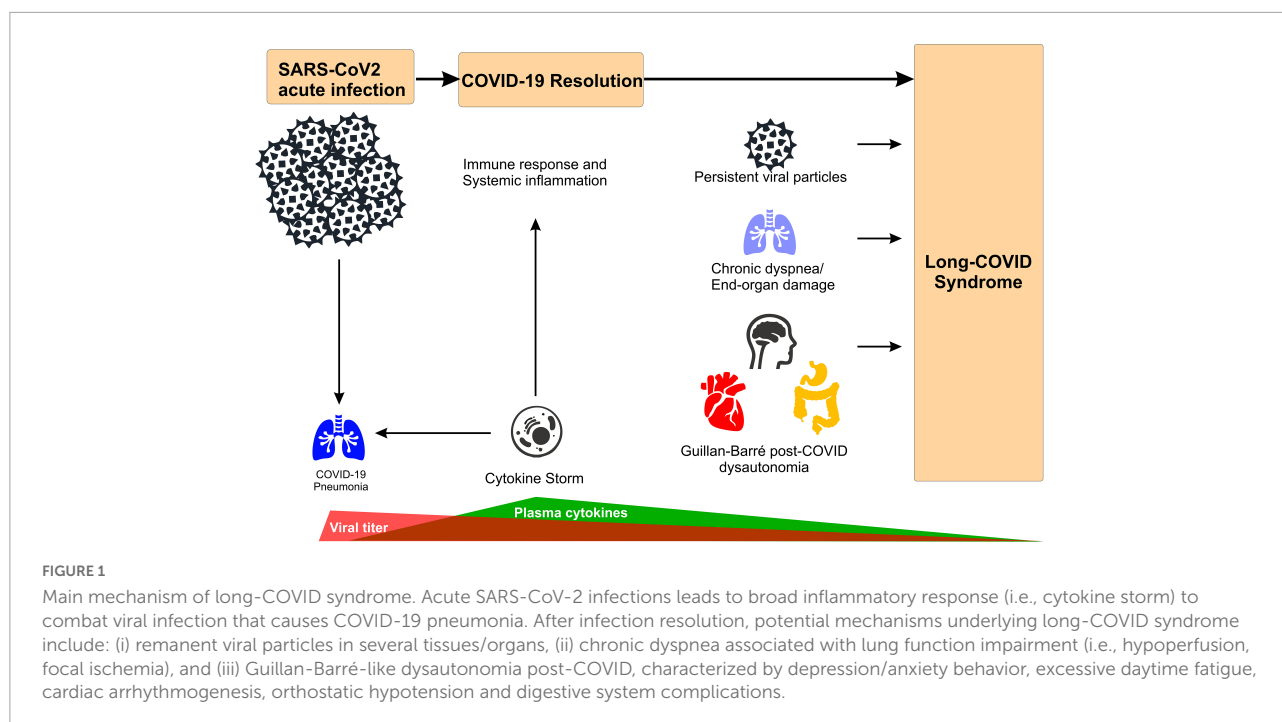 SARS-CoV2
acute infection
COVID-19 Resolution
Immune response and
Systemic inflammation
Persistent viral particles
Chronic dyspnea/
End-organ damage
Long-COVID
Syndrome
COVID-19
Pneumonia
Cytokine Storm
Guillan-Barré post-COVID
dysautonomia
Plasma cytokines
Viral titer
FIGURE 1
Main mechanism of long-COVID syndrome. Acute SARS-CoV-2 infections leads to broad inflammatory response (i.e., cytokine storm) to
combat viral infection that causes COVID-19 pneumonia. After infection resolution, potential mechanisms underlying long-COVID syndrome
include: (i) remanent viral particles in several tissues/organs, (ii) chronic dyspnea associated with lung function impairment (i.e., hypoperfusion,
focal ischemia), and (iii) Guillan-Barré-like dysautonomia post-COVID, characterized by depression/anxiety behavior, excessive daytime fatigue,
cardiac arrhythmogenesis, orthostatic hypotension and digestive system complications.